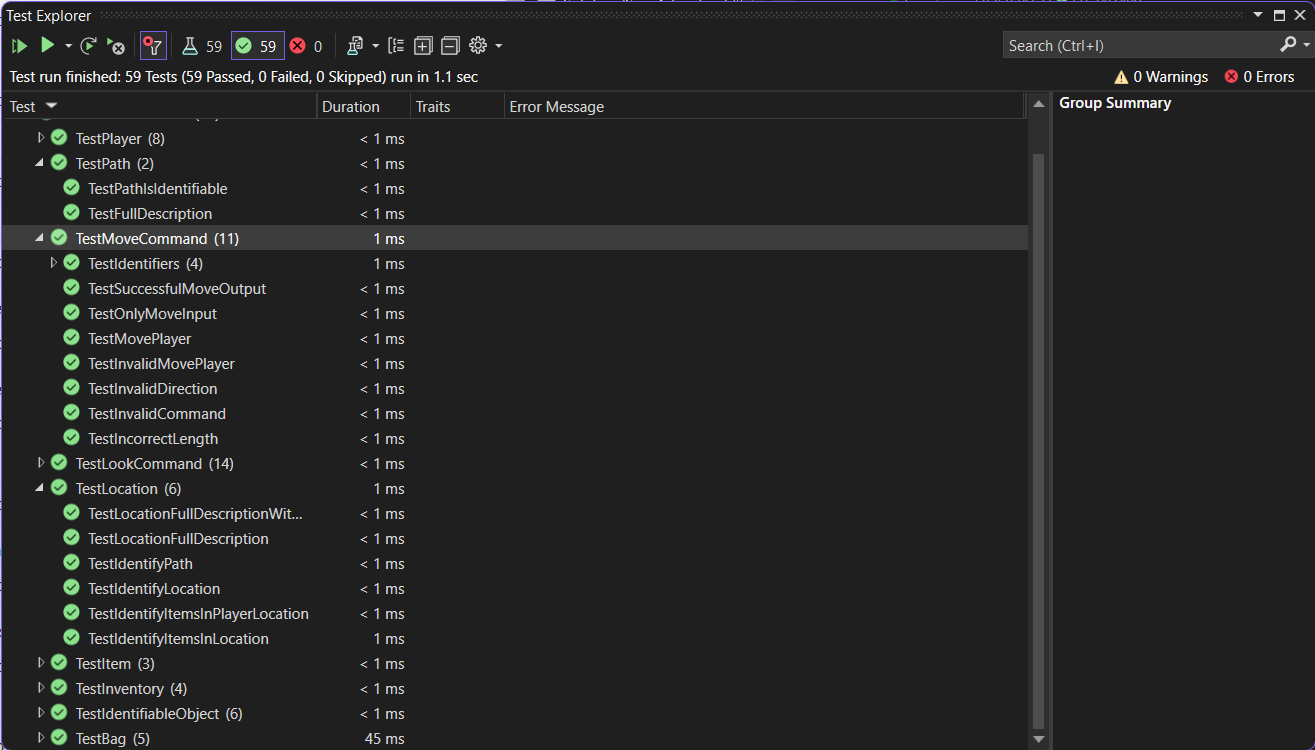 Test Explorer
59 59 0
Search (Ctrl+I)
Test run finished: 59 Tests (59 Passed, 0 Failed, 0 Skipped) run in 1.1 sec
0 Warnings 0 Errors
Test Duration Traits Error Message
Group Summary
TestPlayer (8) < 1 ms
TestPath (2) < 1 ms
TestPathIsIdentifiable < 1 ms
TestFullDescription < 1 ms
TestMoveCommand (11) 1 ms
TestIdentifiers (4) 1 ms
TestSuccessfulMoveOutput < 1 ms
TestOnlyMoveInput < 1 ms
TestMovePlayer < 1 ms
TestInvalidMovePlayer < 1 ms
TestInvalidDirection < 1 ms
TestInvalidCommand < 1 ms
TestIncorrectLength < 1 ms
TestLookCommand (14) < 1 ms
TestLocation (6) 1 ms
TestLocationFullDescriptionWit... < 1 ms
TestLocationFullDescription < 1 ms
TestIdentifyPath < 1 ms
TestIdentifyLocation < 1 ms
TestIdentifyItemsInPlayerLocation < 1 ms
TestIdentifyItemsInLocation 1 ms
TestItem (3) < 1 ms
TestInventory (4) < 1 ms
TestIdentifiableObject (6) < 1 ms
TestBag (5) 45 ms